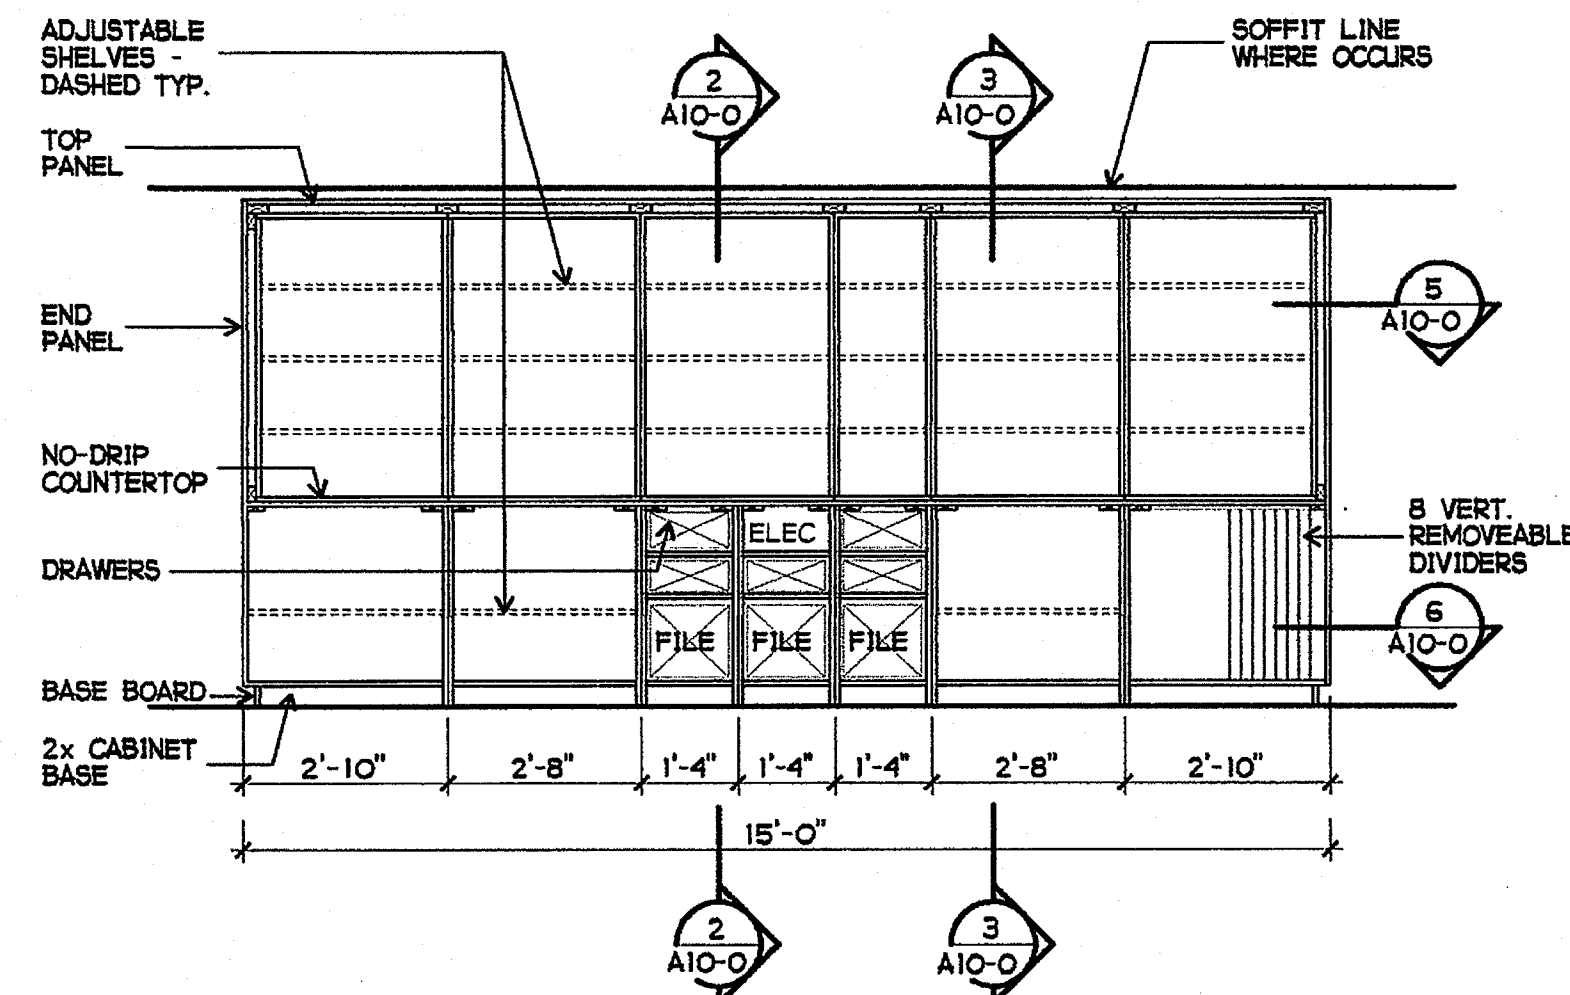 ADJUSTABLE
SHELVES -
DASHED TYP.
TOP
PANEL
END
PANEL
NO-DRIP
COUNTERTOP
DRAWERS
BASE BOARD
2x CABINET
BASE
2
A10-0
3
A10-0
SOFFIT LINE
WHERE OCCURS
5
A10-0
8 VERT.
REMOVEABLE
DIVIDERS
6
A10-0
ELEC
FILE
FILE
FILE
2'-10"
2'-8"
1'-4"
1'-4"
1'-4"
2'-8"
2'-10"
15'-0"
2
A10-0
3
A10-0